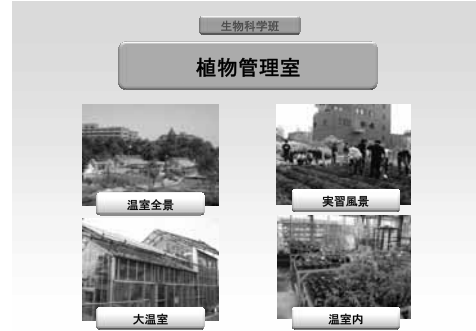 生物科学班
植物管理室
温室全景
実習風景
大温室
温室内